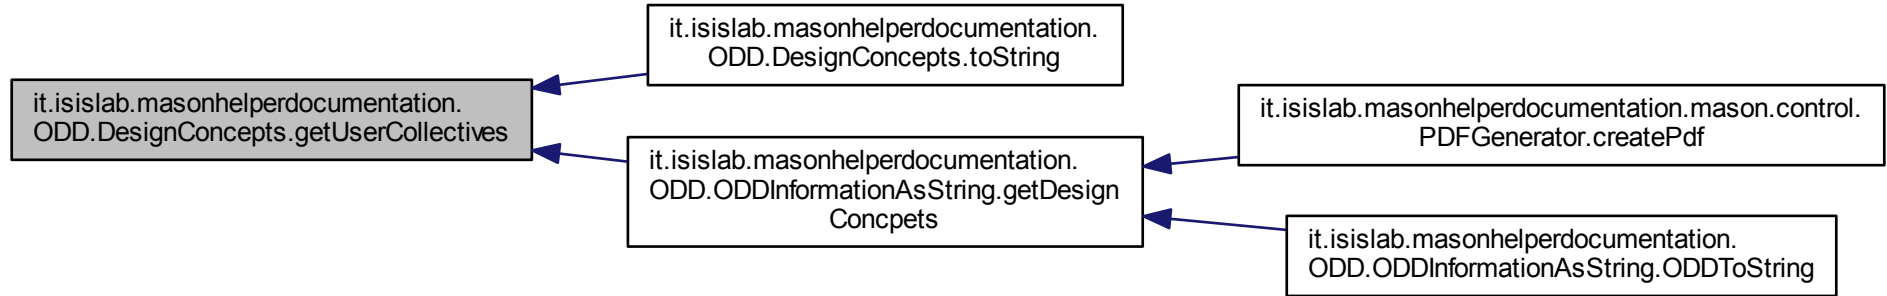 it.isislab.masonhelperdocumentation.
ODD.DesignConcepts.getUserCollectives
it.isislab.masonhelperdocumentation.
ODD.DesignConcepts.toString
it.isislab.masonhelperdocumentation.
ODD.ODDInformationAsString.getDesign
Concpets
it.isislab.masonhelperdocumentation.mason.control.
PDFGenerator.createPdf
it.isislab.masonhelperdocumentation.
ODD.ODDInformationAsString.ODDToString